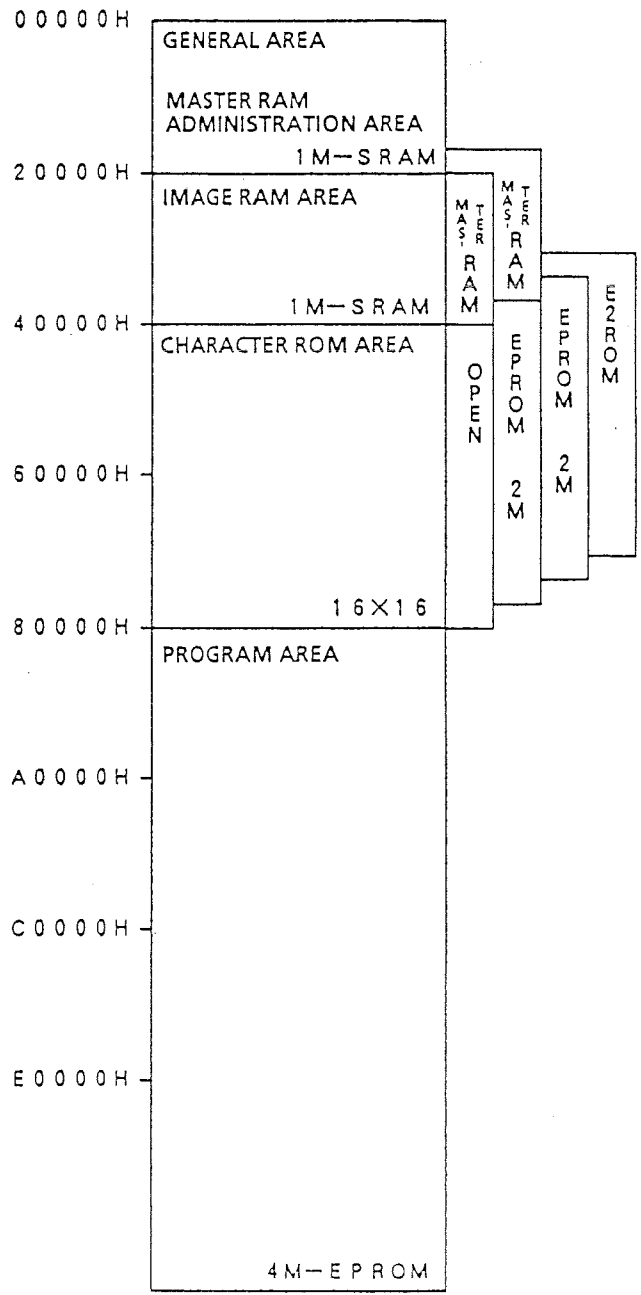 00000H
GENERAL AREA
MASTER RAM
ADMINISTRATION AREA
1M-SRAM
20000H
IMAGE RAM AREA
1M-SRAM
40000H
CHARACTER ROM AREA
60000H
16×16
80000H
PROGRAM AREA
A0000H
C0000H
E0000H
4M-EPROM
MASTER RAM
OPEN
MASTER RAM
EPROM 2M
EPROM 2M
E2ROM